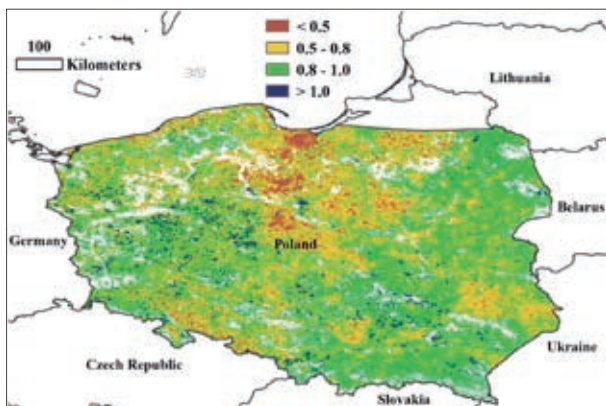 100
Kilometers
< 0.5
0.5 - 0.8
0.8 - 1.0
> 1.0
Lithuania
Belarus
Germany
Poland
Ukraine
Czech Republic
Slovakia